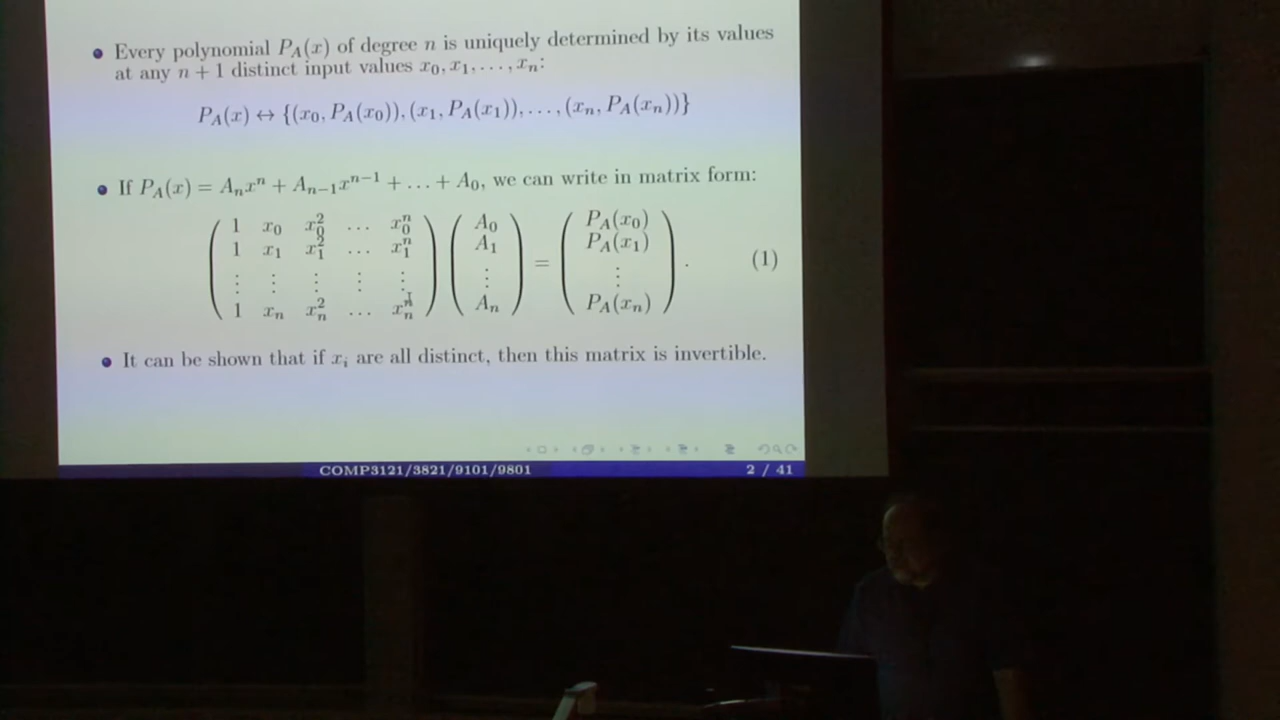 • Every polynomial P_A(x) of degree n is uniquely determined by its values
at any n + 1 distinct input values x_0, x_1, . . . , x_n:
P_A(x) ↔ {(x_0, P_A(x_0)), (x_1, P_A(x_1)), . . . , (x_n, P_A(x_n))}
• If P_A(x) = A_n x^n + A_{n−1} x^{n−1} + . . . + A_0, we can write in matrix form:
( 1 x_0 x_0^2 . . . x_0^n ) ( A_0 ) ( P_A(x_0) )
( 1 x_1 x_1^2 . . . x_1^n ) ( A_1 ) ( P_A(x_1) )
( ⋮ ⋮ ⋮ ⋮ ⋮ ) ( ⋮ ) = ( ⋮ ) . (1)
( 1 x_n x_n^2 . . . x_n^n ) ( A_n ) ( P_A(x_n) )
• It can be shown that if x_i are all distinct, then this matrix is invertible.
COMP3121/3821/9101/9801 2 / 41